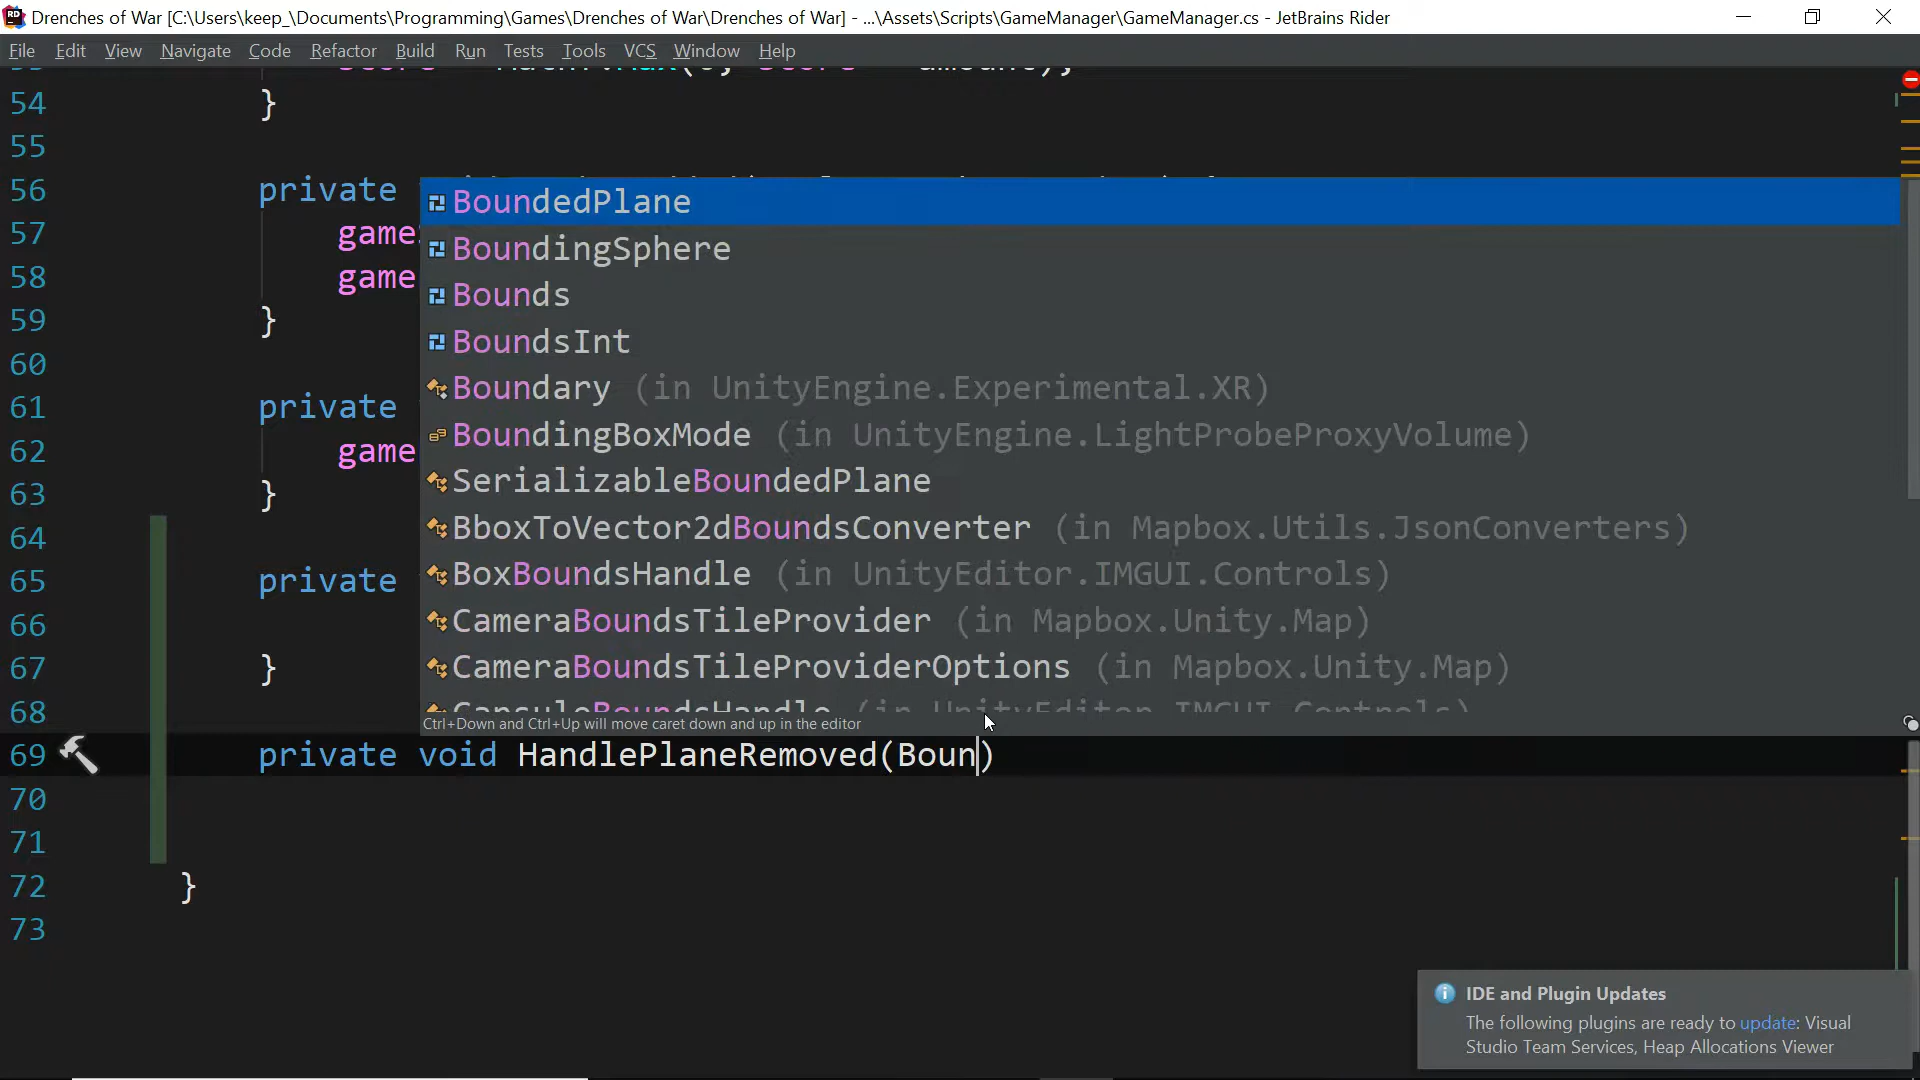 Drenches of War [C:\Users\keep_\Documents\Programming\Games\Drenches of War\Drenches of War] - ...\Assets\Scripts\GameManager\GameManager.cs - JetBrains Rider
File Edit View Navigate Code Refactor Build Run Tests Tools VCS Window Help
54 }
55
56 private
57 game
58 game
59 }
60
61 private
62 game
63 }
64
65 private
66
67 }
68
BoundedPlane
BoundingSphere
Bounds
BoundsInt
Boundary (in UnityEngine.Experimental.XR)
BoundingBoxMode (in UnityEngine.LightProbeProxyVolume)
SerializableBoundedPlane
BboxToVector2dBoundsConverter (in Mapbox.Utils.JsonConverters)
BoxBoundsHandle (in UnityEditor.IMGUI.Controls)
CameraBoundsTileProvider (in Mapbox.Unity.Map)
CameraBoundsTileProviderOptions (in Mapbox.Unity.Map)
CapsuleBoundsHandle (in UnityEditor.IMGUI.Controls)
Ctrl+Down and Ctrl+Up will move caret down and up in the editor
69 private void HandlePlaneRemoved(Boun)
70
71
72 }
73
IDE and Plugin Updates
The following plugins are ready to update: Visual
Studio Team Services, Heap Allocations Viewer